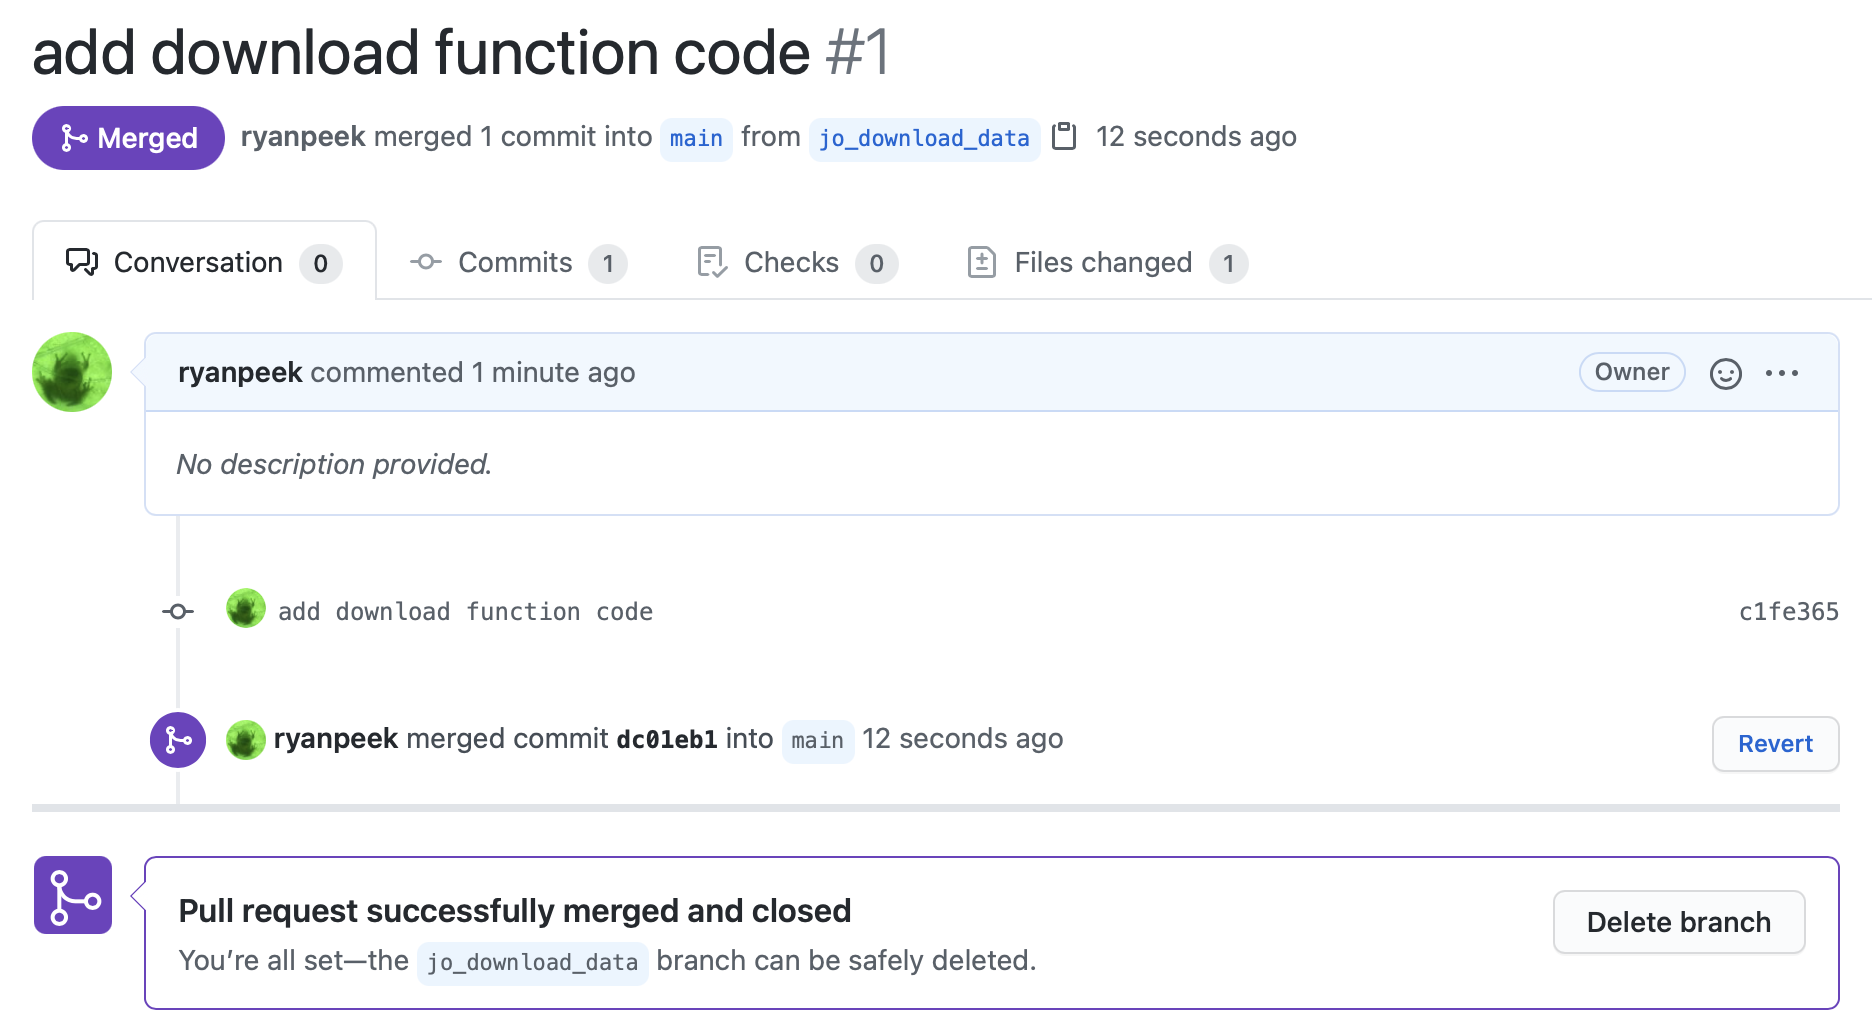 add download function code #1
Merged ryanpeek merged 1 commit into main from jo_download_data 12 seconds ago
Conversation 0 Commits 1 Checks 0 Files changed 1
ryanpeek commented 1 minute ago Owner
No description provided.
add download function code c1fe365
ryanpeek merged commit dc01eb1 into main 12 seconds ago Revert
Pull request successfully merged and closed
Delete branch
You’re all set—the jo_download_data branch can be safely deleted.